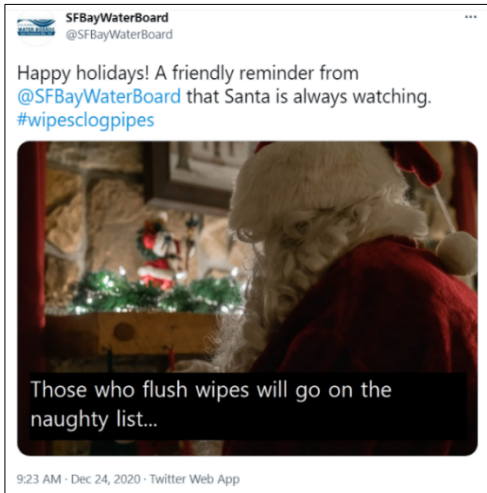 SFBayWaterBoard
@SFBayWaterBoard
Happy holidays! A friendly reminder from
@SFBayWaterBoard that Santa is always watching.
#wipesclogpipes
Those who flush wipes will go on the
naughty list...
9:23 AM · Dec 24, 2020 · Twitter Web App